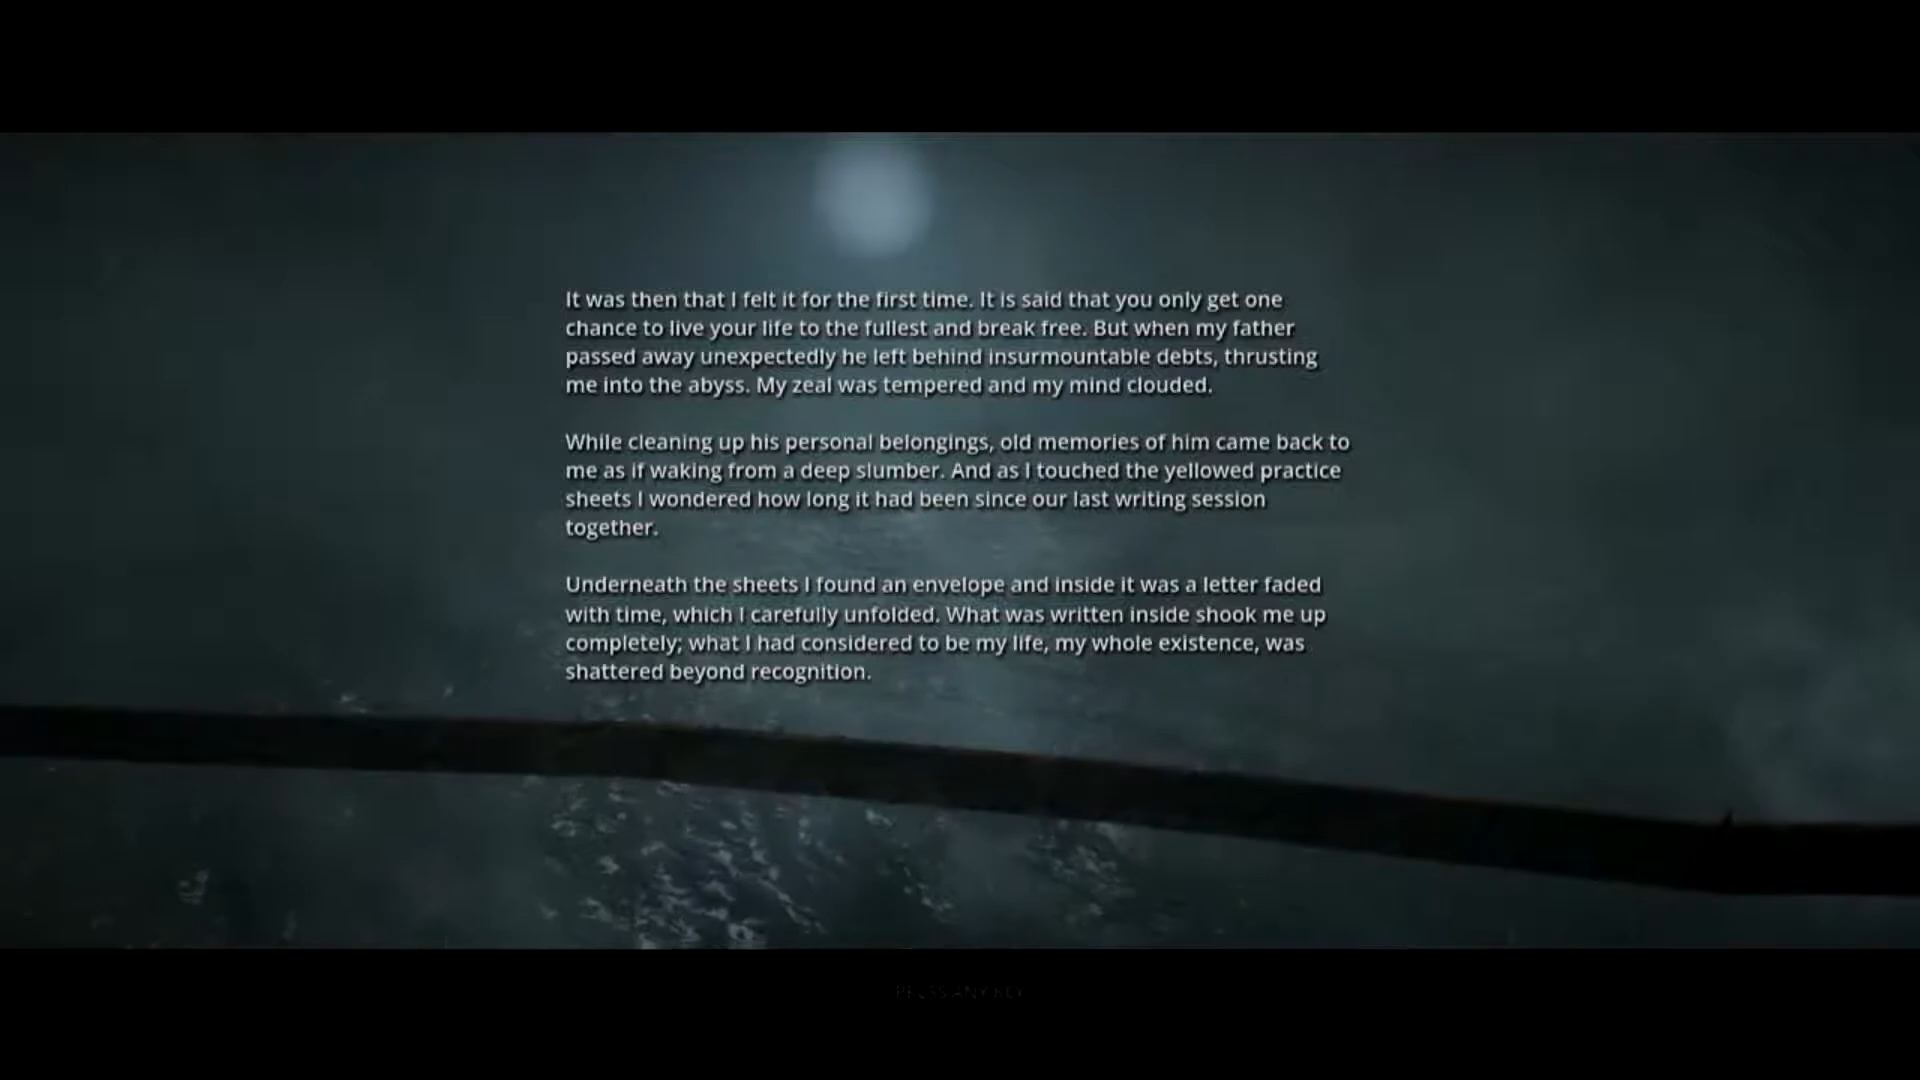 It was then that I felt it for the first time. It is said that you only get one
chance to live your life to the fullest and break free. But when my father
passed away unexpectedly he left behind insurmountable debts, thrusting
me into the abyss. My zeal was tempered and my mind clouded.
While cleaning up his personal belongings, old memories of him came back to
me as if waking from a deep slumber. And as I touched the yellowed practice
sheets I wondered how long it had been since our last writing session
together.
Underneath the sheets I found an envelope and inside it was a letter faded
with time, which I carefully unfolded. What was written inside shook me up
completely; what I had considered to be my life, my whole existence, was
shattered beyond recognition.
PRESS ANY KEY